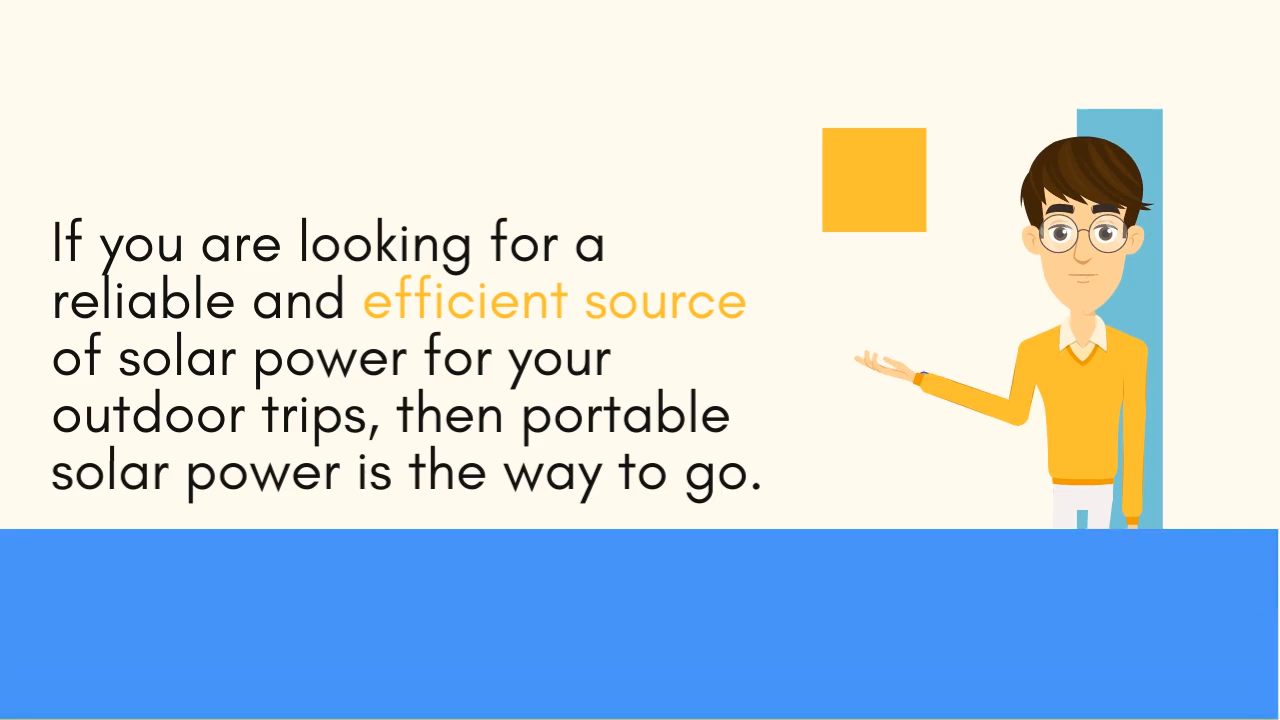 If you are looking for a
reliable and efficient source
of solar power for your
outdoor trips, then portable
solar power is the way to go.